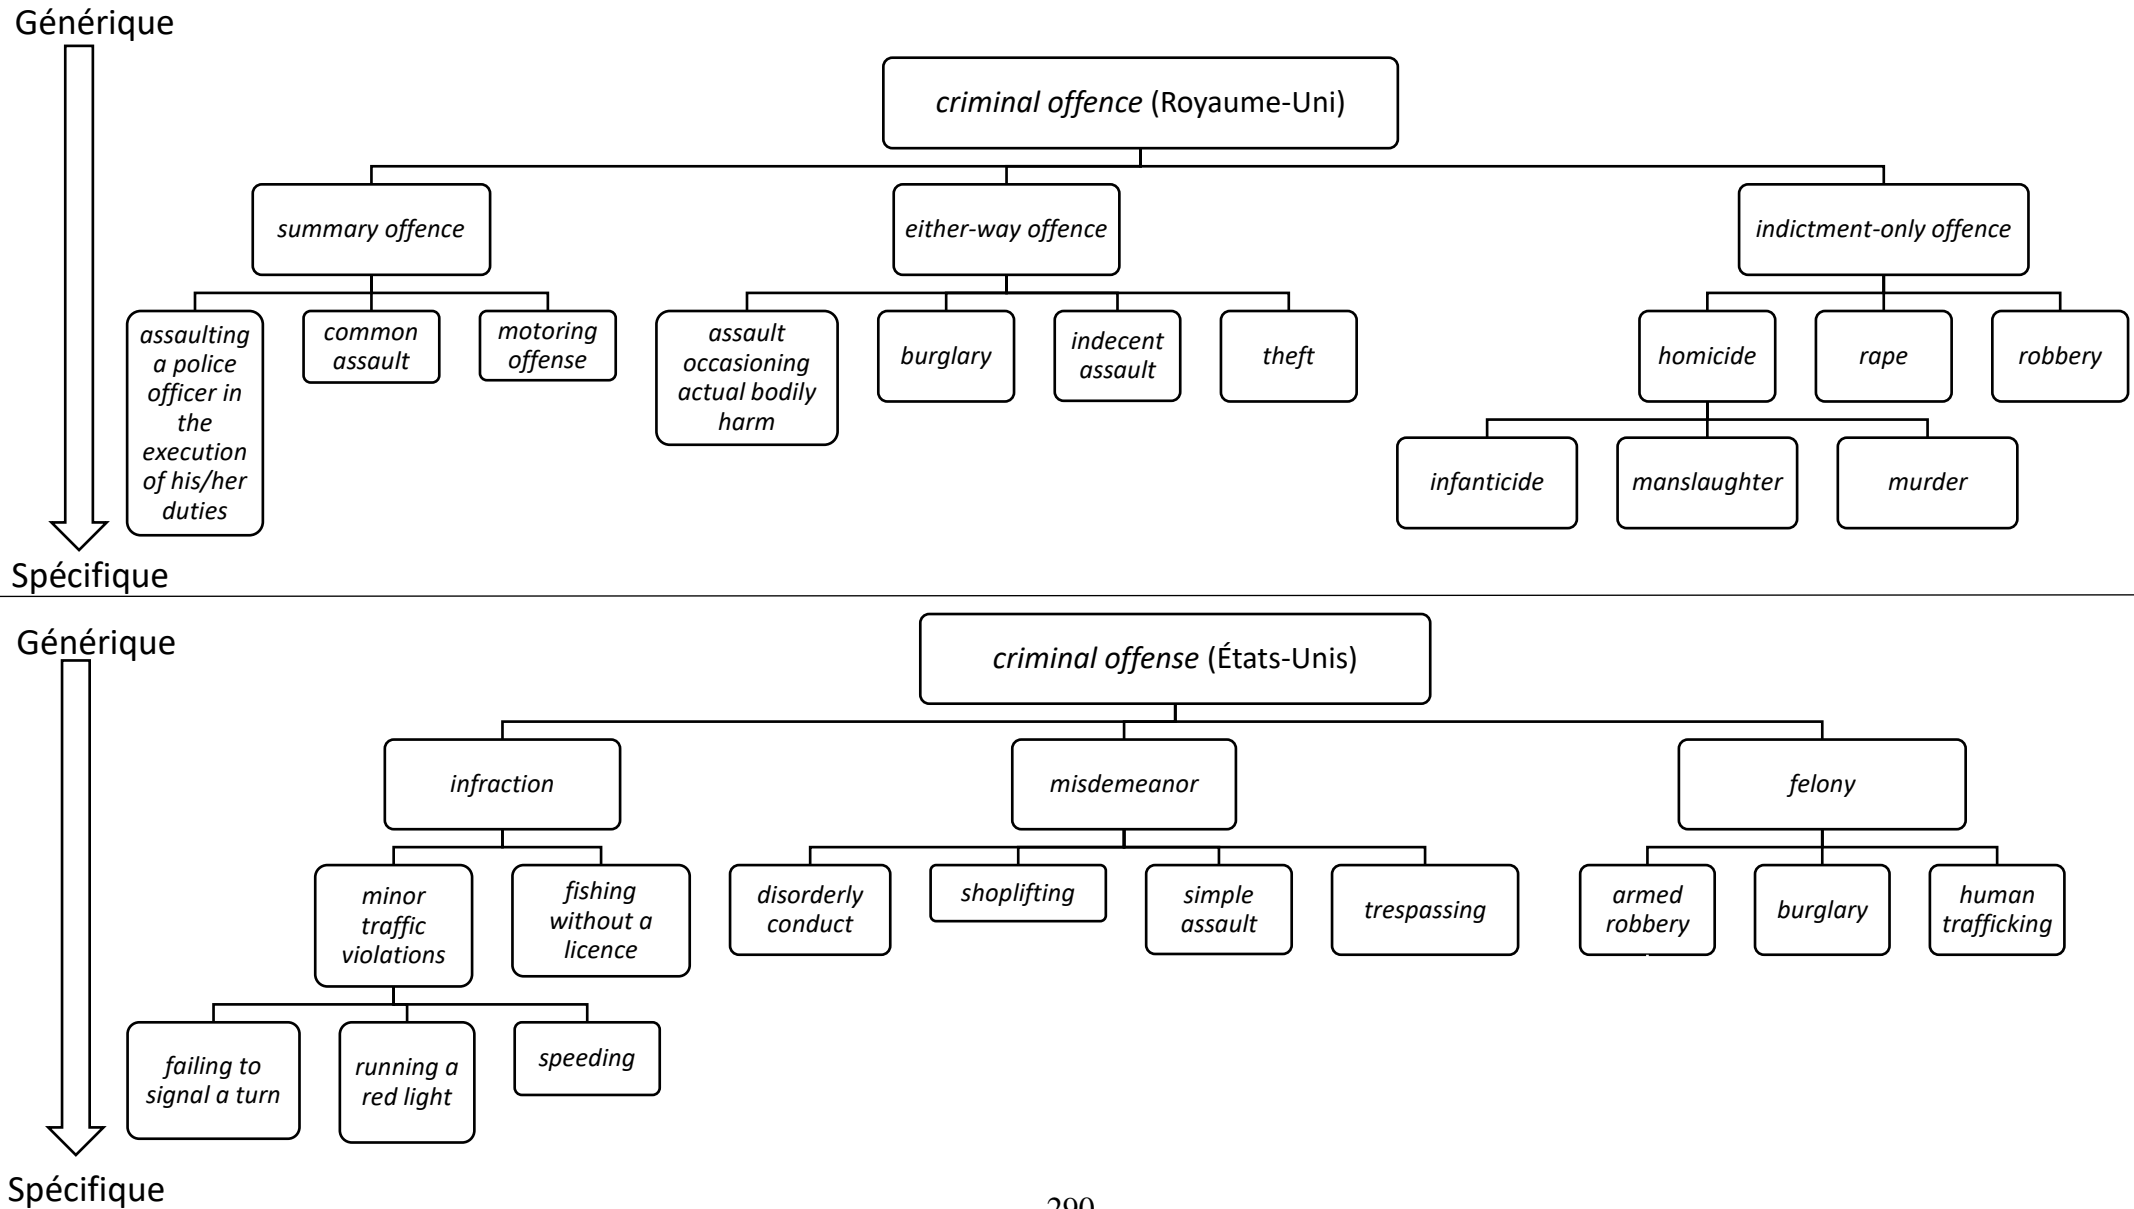 Générique
criminal offence (Royaume-Uni)
summary offence
either-way offence
indictment-only offence
assaulting
a police
officer in
the
execution
of his/her
duties
common
assault
motoring
offense
assault
occasioning
actual bodily
harm
burglary
indecent
assault
theft
homicide
rape
robbery
infanticide
manslaughter
murder
Spécifique
Générique
criminal offense (États-Unis)
infraction
misdemeanor
felony
minor
traffic
violations
fishing
without a
licence
disorderly
conduct
shoplifting
simple
assault
trespassing
armed
robbery
burglary
human
trafficking
failing to
signal a turn
running a
red light
speeding
Spécifique
290